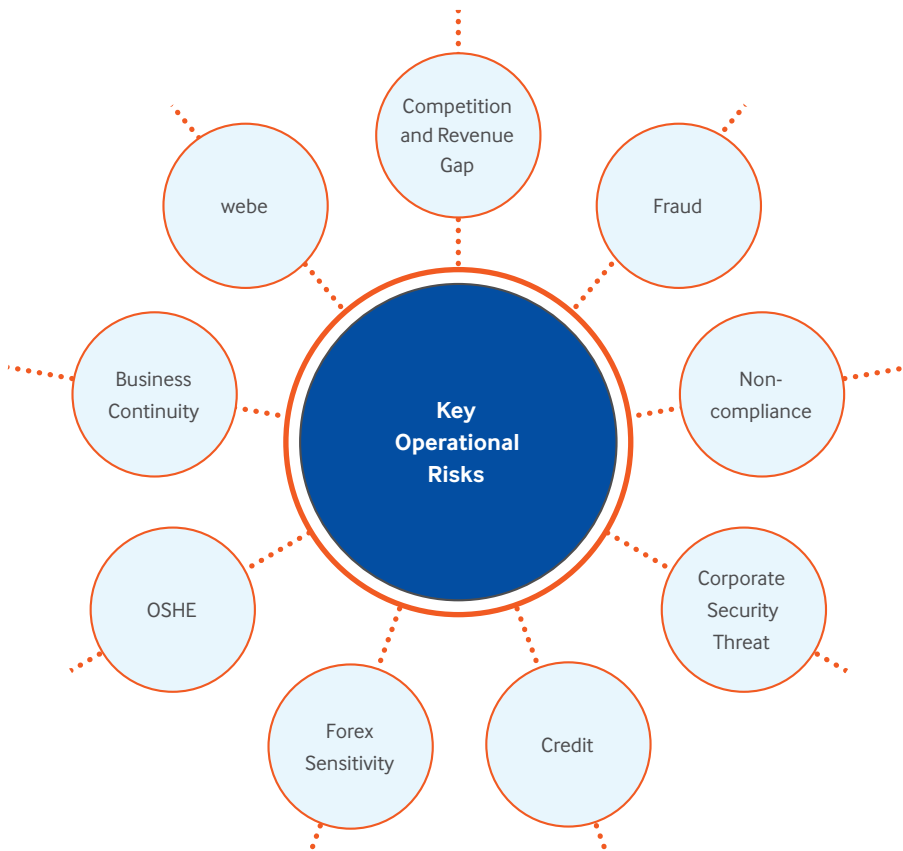 Competition
and Revenue
Gap
webe
Fraud
Business
Continuity
Non-
compliance
Key
Operational
Risks
OSHE
Corporate
Security
Threat
Forex
Sensitivity
Credit